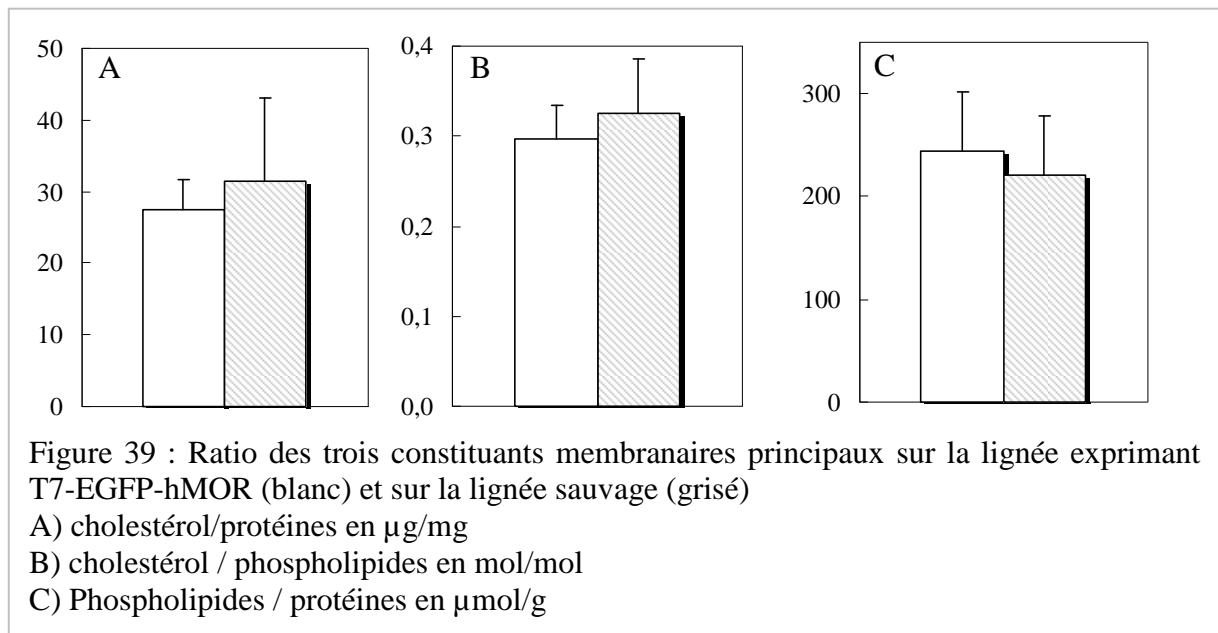 A
50
40
30
20
10
0
B
0,4
0,3
0,2
0,1
0,0
C
300
200
100
0
Figure 39 : Ratio des trois constituants membranaires principaux sur la lignée exprimant
T7-EGFP-hMOR (blanc) et sur la lignée sauvage (grisé)
A) cholestérol/protéines en µg/mg
B) cholestérol / phospholipides en mol/mol
C) Phospholipides / protéines en µmol/g